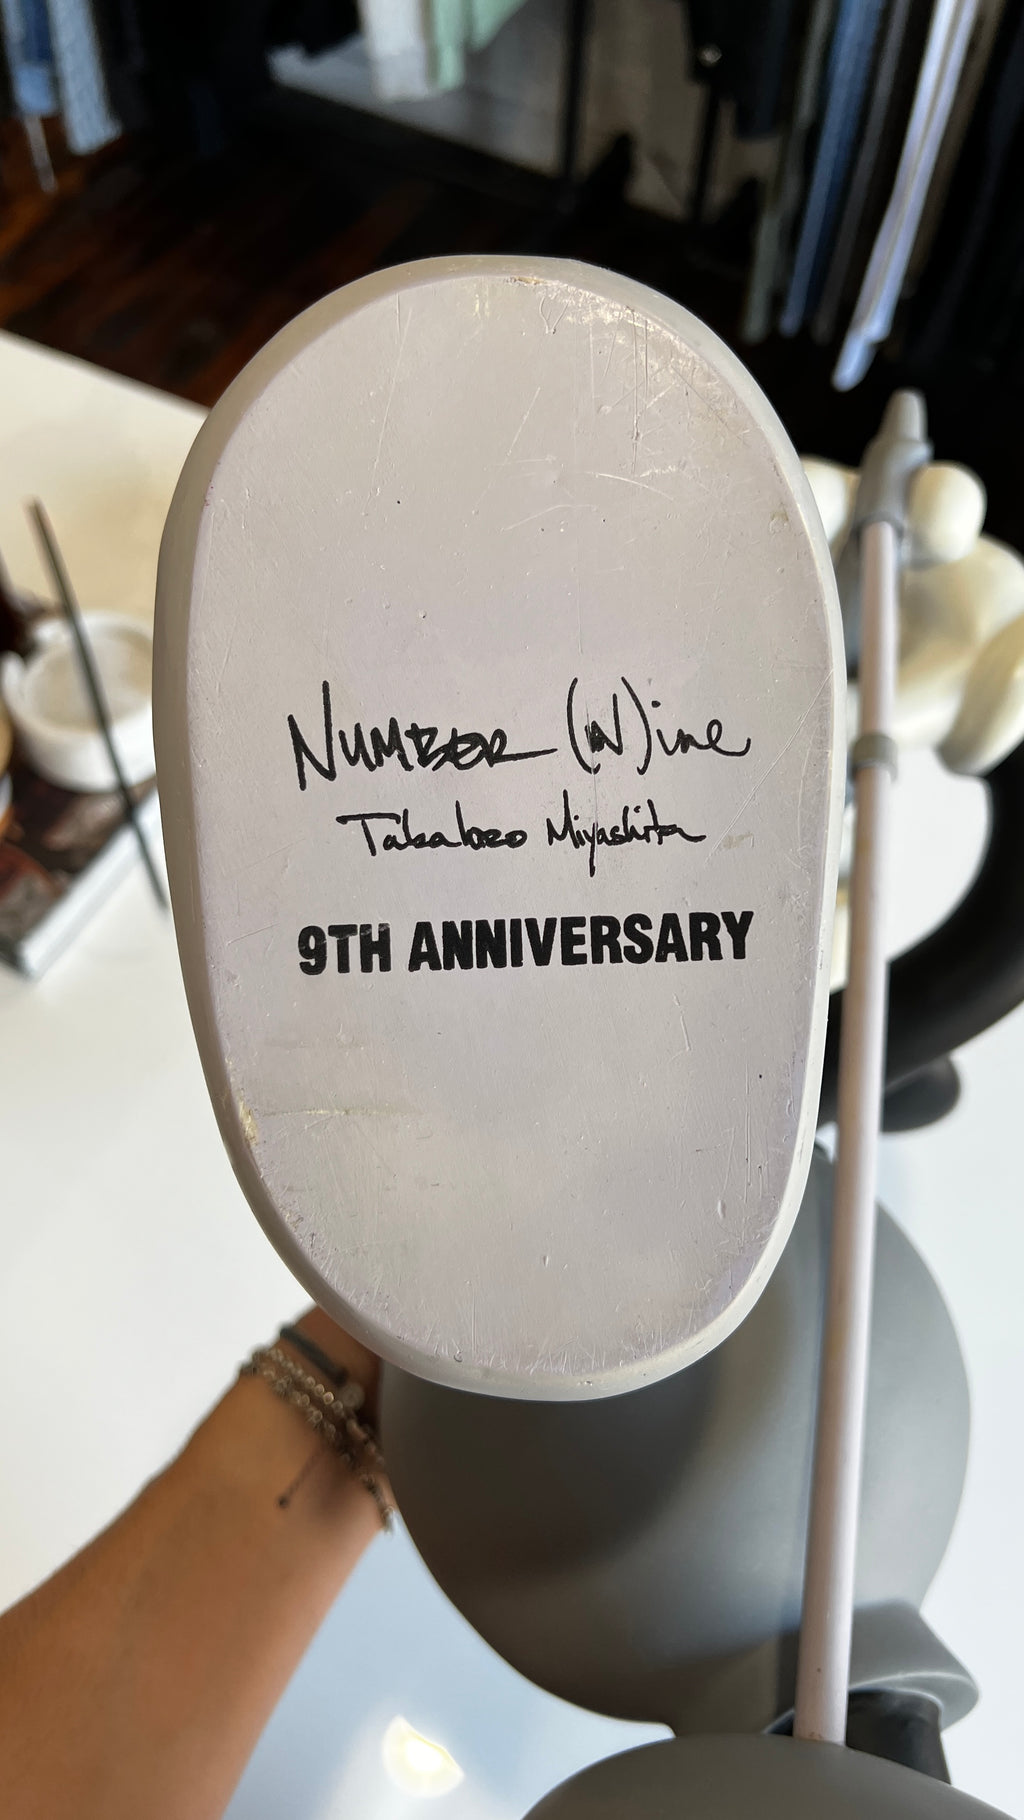 NUMBER (N)ine
Takahiro Miyashita
9TH ANNIVERSARY